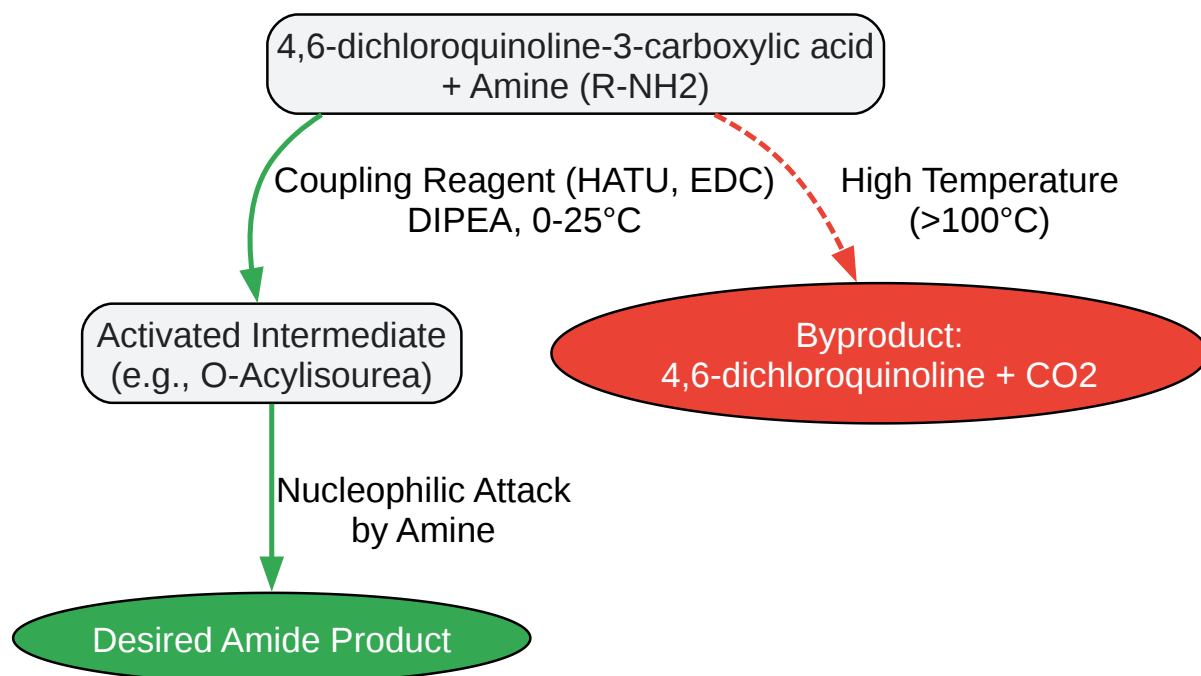 4,6-dichloroquinoline-3-carboxylic acid
+ Amine (R-NH2)
Coupling Reagent (HATU, EDC)
DIPEA, 0-25°C
High Temperature
(>100°C)
Activated Intermediate
(e.g., O-Acylisourea)
Byproduct:
4,6-dichloroquinoline + CO2
Nucleophilic Attack
by Amine
Desired Amide Product